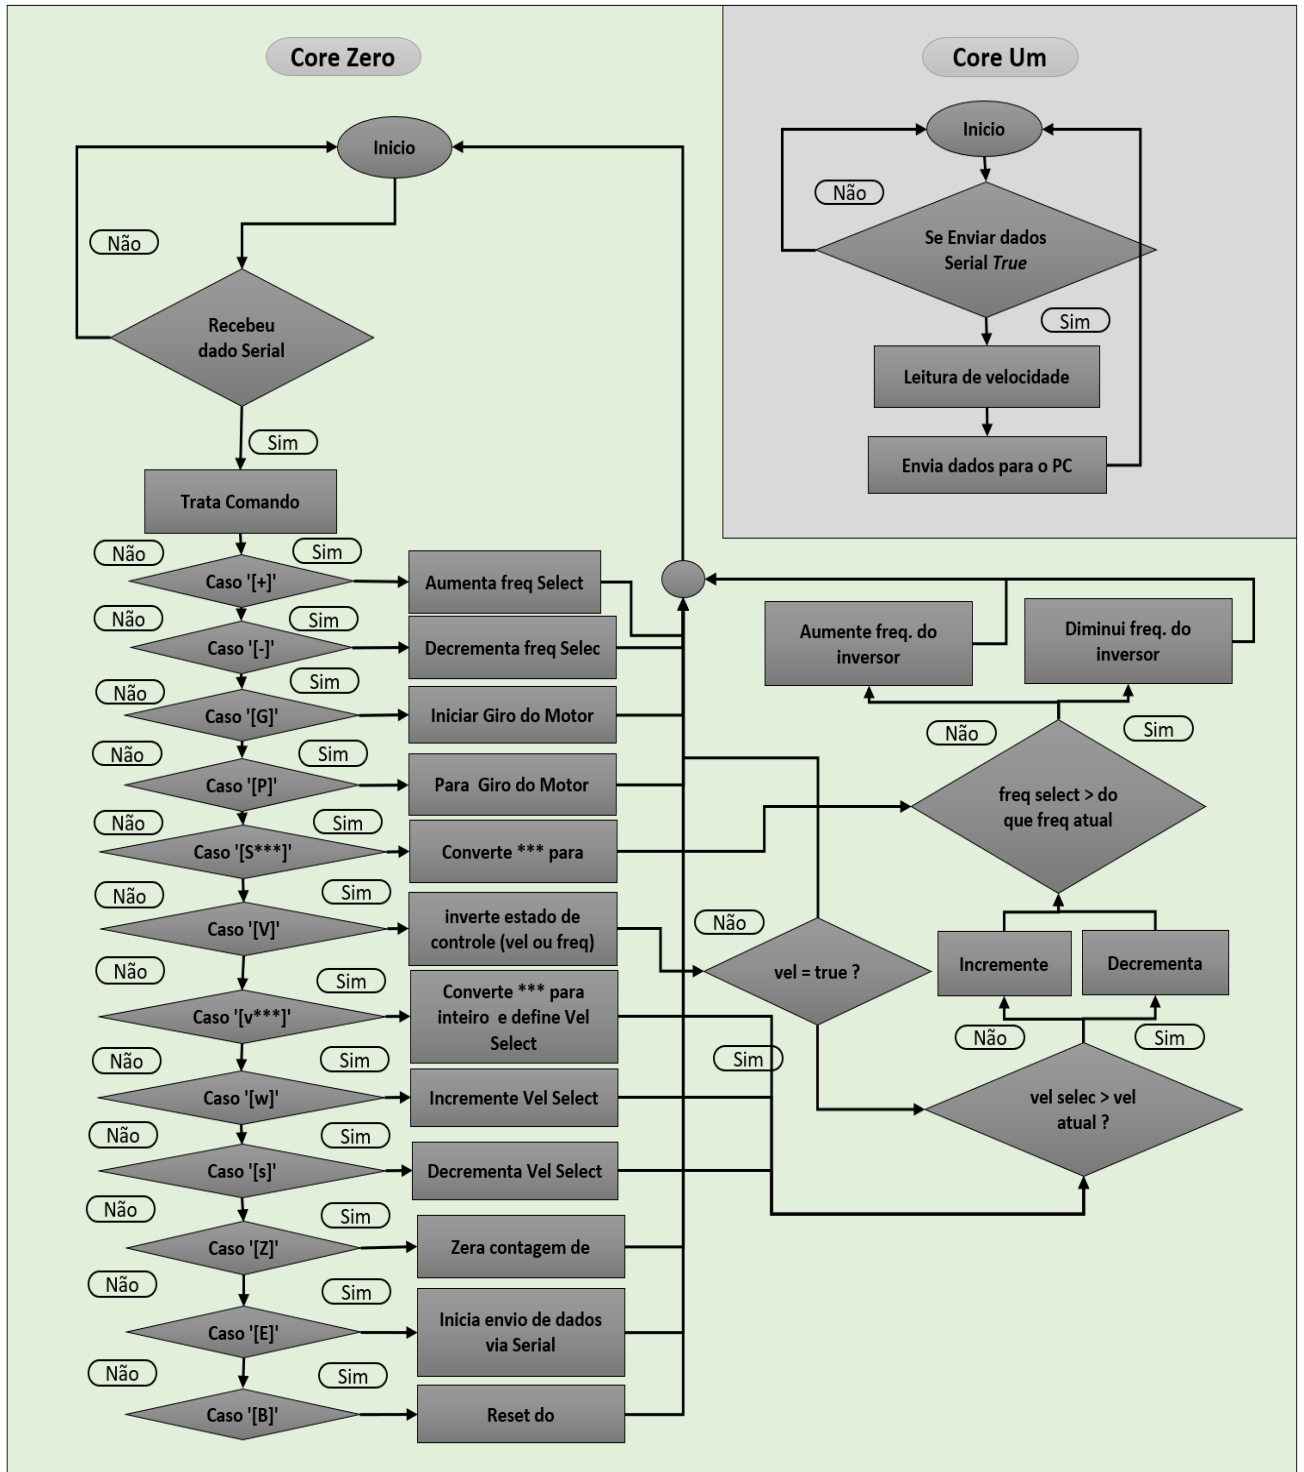 Core Zero
Core Um
Inicio
Inicio
Não
Se Enviar dados
Serial True
Não
Recebeu
dado Serial
Sim
Leitura de velocidade
Sim
Envia dados para o PC
Trata Comando
Não
Sim
Caso '[+]'
Aumenta freq Select
Não
Sim
Caso '[-]'
Decrementa freq Selec
Aumente freq. do
inversor
Diminui freq. do
inversor
Não
Sim
Caso '[G]'
Iniciar Giro do Motor
Não
Sim
Não
Sim
Caso '[P]'
Para Giro do Motor
freq select > do
que freq atual
Não
Sim
Caso '[S***]'
Converte *** para
Não
Sim
Caso '[V]'
inverte estado de
controle (vel ou freq)
Não
vel = true ?
Incremente
Decrementa
Não
Sim
Caso '[v***]'
Converte *** para
inteiro e define Vel
Select
Sim
Não
Sim
Não
Sim
Caso '[w]'
Incremente Vel Select
vel selec > vel
atual ?
Não
Sim
Caso '[s]'
Decrementa Vel Select
Não
Sim
Caso '[Z]'
Zera contagem de
Não
Sim
Caso '[E]'
Inicia envio de dados
via Serial
Não
Sim
Caso '[B]'
Reset do